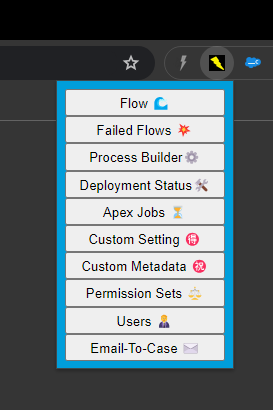 Flow 🌊
Failed Flows 💥
Process Builder⚙️
Deployment Status🛠️
Apex Jobs ⏳
Custom Setting 🉐
Custom Metadata ㊗️
Permission Sets ⚖️
Users 🤷‍♂️
Email-To-Case ✉️